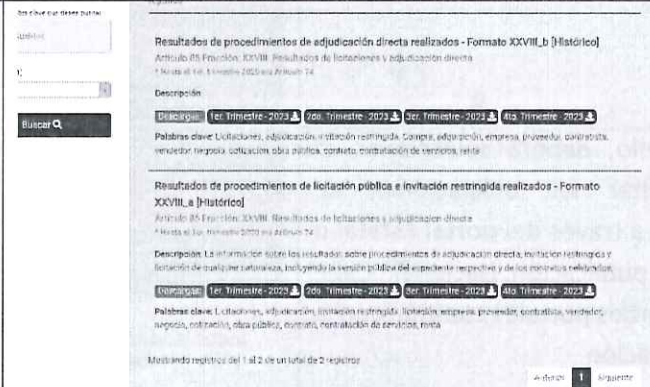 Buscar
Resultados de procedimientos de adjudicación directa realizados - Formato XXVIII_b [Histórico]
Artículo 85 Fracción: XXVIII. Resultados de licitaciones y adjudicación directa
Descripción:
Descargas: 1er. Trimestre - 2023 2do. Trimestre - 2023 3er. Trimestre - 2023 4to. Trimestre - 2023
Palabras clave: Licitaciones, adjudicación, invitación restringida, Compra, adquisición, empresa, proveedor, contratista,
vendedor, negocio, cotización, obra pública, contrato, contratación de servicios, renta
Resultados de procedimientos de licitación pública e invitación restringida realizados - Formato
XXVIII_a [Histórico]
Artículo 85 Fracción: XXVIII. Resultados de licitaciones y adjudicación directa
Descripción: La información sobre los resultados sobre procedimientos de adjudicación directa, invitación restringida y
licitación de cualquier naturaleza, incluyendo la versión pública del expediente respectivo y de los contratos celebrados.
Descargas: 1er. Trimestre - 2023 2do. Trimestre - 2023 3er. Trimestre - 2023 4to. Trimestre - 2023
Palabras clave: Licitaciones, adjudicación, invitación restringida, licitación, empresa, proveedor, contratista, vendedor,
negocio, cotización, obra pública, contrato, contratación de servicios, renta
Mostrando registros del 1 al 2 de un total de 2 registros
1 Siguiente